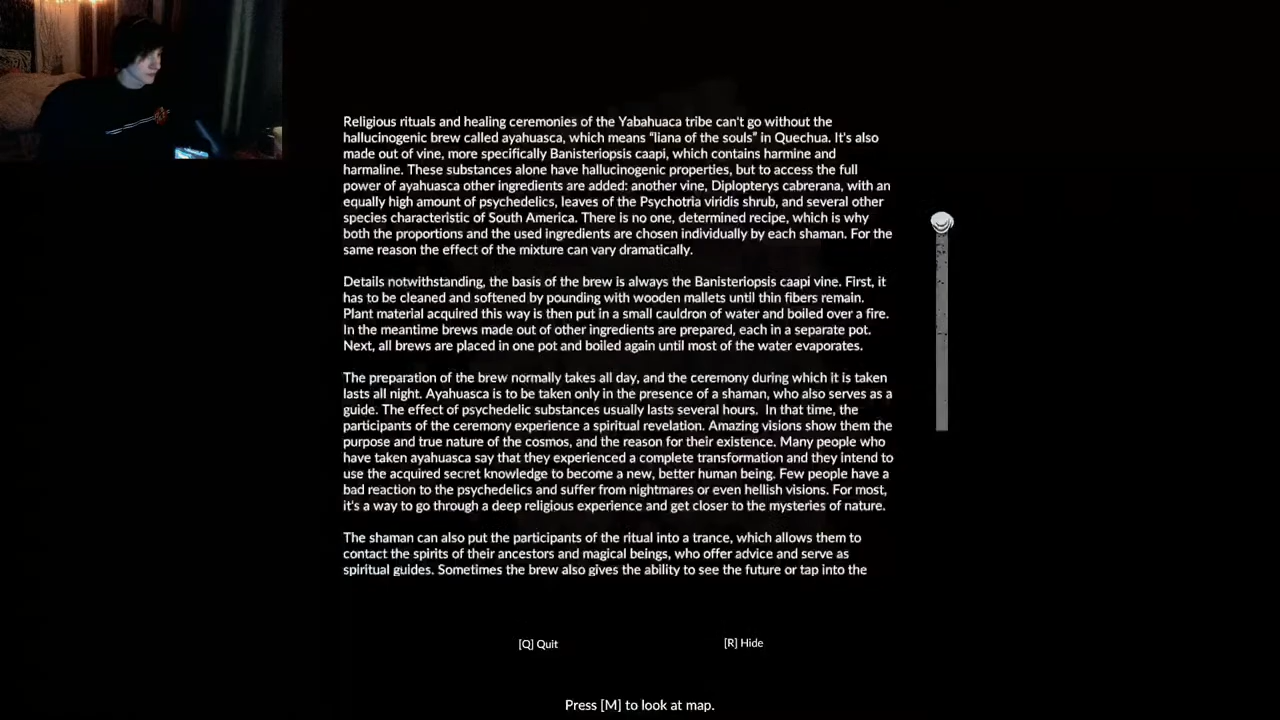 Religious rituals and healing ceremonies of the Yabahuaca tribe can't go without the
hallucinogenic brew called ayahuasca, which means "liana of the souls" in Quechua. It's also
made out of vine, more specifically Banisteriopsis caapi, which contains harmine and
harmaline. These substances alone have hallucinogenic properties, but to access the full
power of ayahuasca other ingredients are added: another vine, Diplopterys cabrerana, with an
equally high amount of psychedelics, leaves of the Psychotria viridis shrub, and several other
species characteristic of South America. There is no one, determined recipe, which is why
both the proportions and the used ingredients are chosen individually by each shaman. For the
same reason the effect of the mixture can vary dramatically.
Details notwithstanding, the basis of the brew is always the Banisteriopsis caapi vine. First, it
has to be cleaned and softened by pounding with wooden mallets until thin fibers remain.
Plant material acquired this way is then put in a small cauldron of water and boiled over a fire.
In the meantime brews made out of other ingredients are prepared, each in a separate pot.
Next, all brews are placed in one pot and boiled again until most of the water evaporates.
The preparation of the brew normally takes all day, and the ceremony during which it is taken
lasts all night. Ayahuasca is to be taken only in the presence of a shaman, who also serves as a
guide. The effect of psychedelic substances usually lasts several hours. In that time, the
participants of the ceremony experience a spiritual revelation. Amazing visions show them the
purpose and true nature of the cosmos, and the reason for their existence. Many people who
have taken ayahuasca say that they experienced a complete transformation and they intend to
use the acquired secret knowledge to become a new, better human being. Few people have a
bad reaction to the psychedelics and suffer from nightmares or even hellish visions. For most,
it's a way to go through a deep religious experience and get closer to the mysteries of nature.
The shaman can also put the participants of the ritual into a trance, which allows them to
contact the spirits of their ancestors and magical beings, who offer advice and serve as
spiritual guides. Sometimes the brew also gives the ability to see the future or tap into the
[Q] Quit
[R] Hide
Press [M] to look at map.